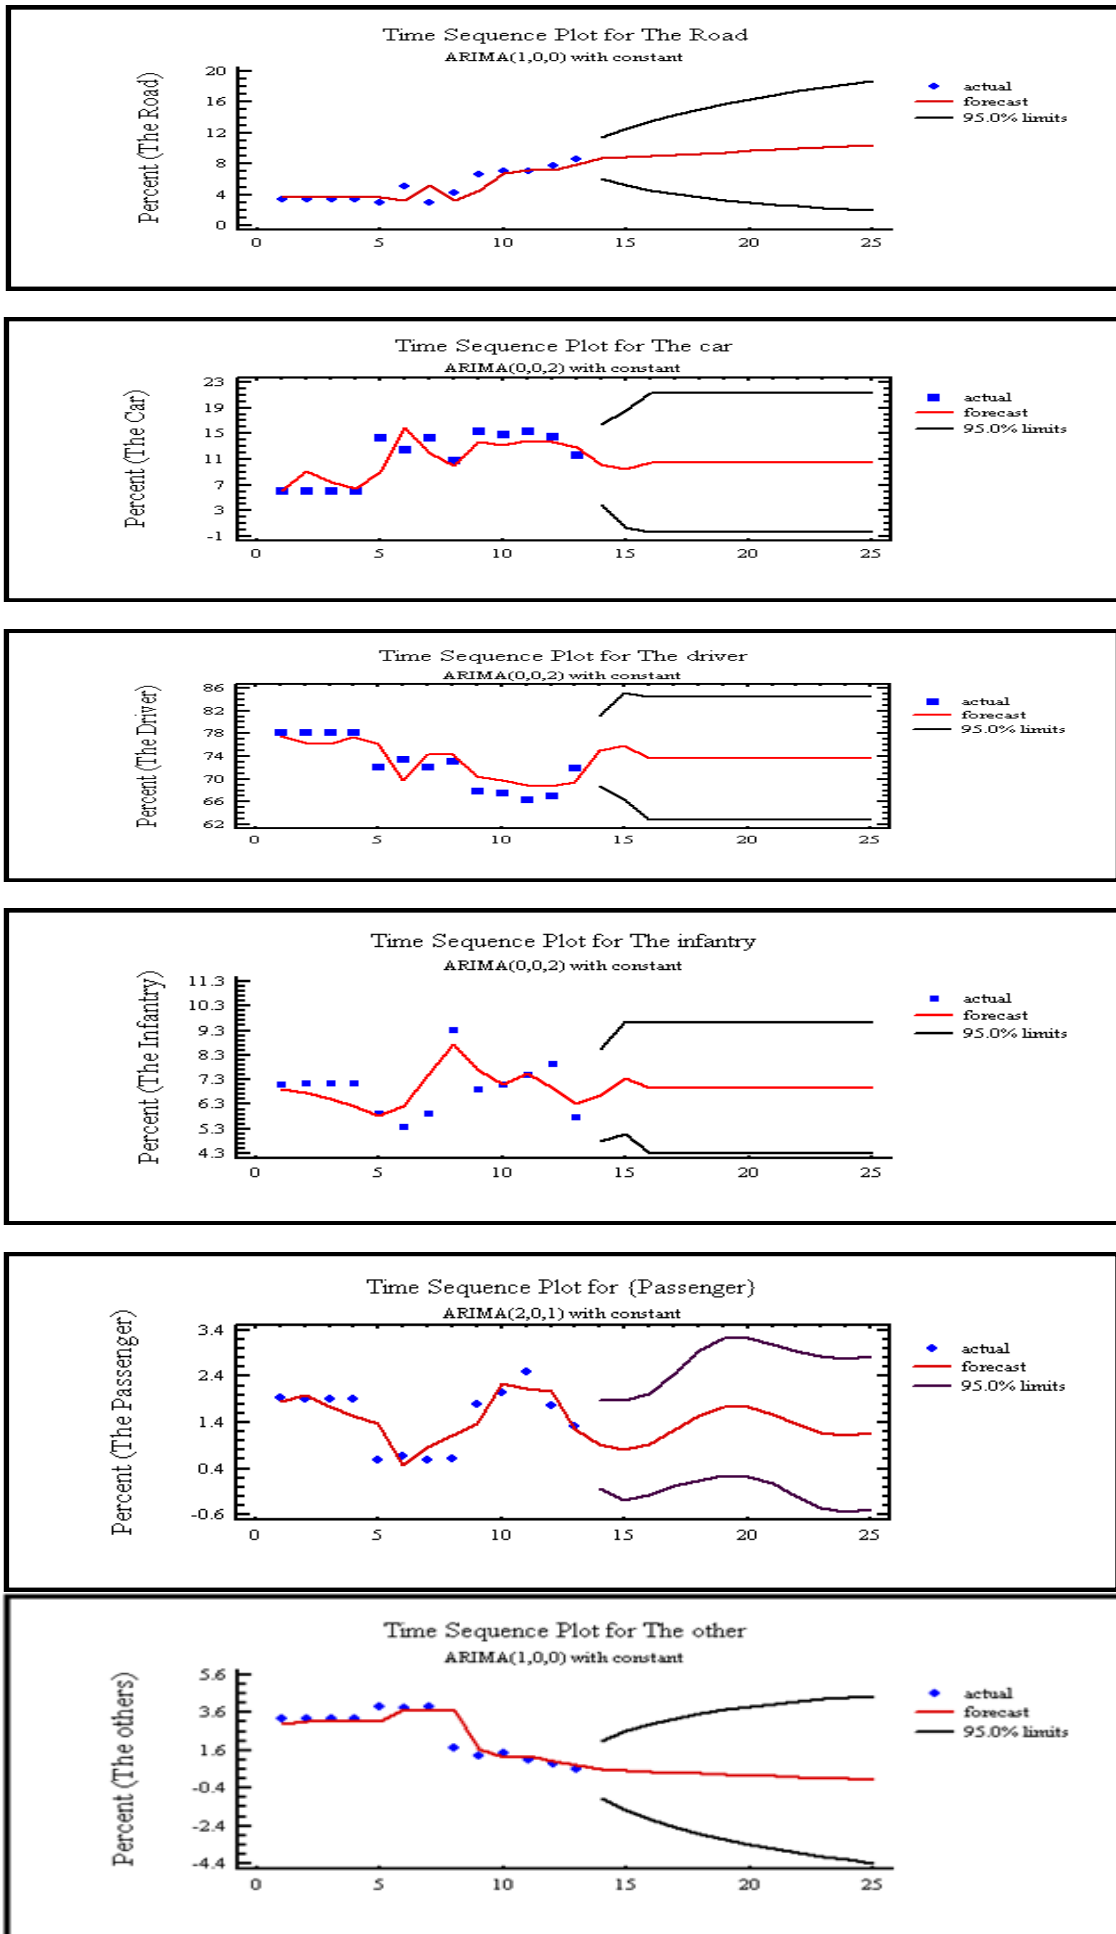 Time Sequence Plot for The Road
ARIMA(1,0,0) with constant
Percent (The Road)
20
16
12
8
4
0
0 5 10 15 20 25
actual
forecast
95.0% limits
Time Sequence Plot for The car
ARIMA(0,0,2) with constant
Percent (The Car)
23
19
15
11
7
3
-1
0 5 10 15 20 25
actual
forecast
95.0% limits
Time Sequence Plot for The driver
ARIMA(0,0,2) with constant
Percent (The Driver)
86
82
78
74
70
66
62
0 5 10 15 20 25
actual
forecast
95.0% limits
Time Sequence Plot for The infantry
ARIMA(0,0,2) with constant
Percent (The Infantry)
11.3
10.3
9.3
8.3
7.3
6.3
5.3
4.3
0 5 10 15 20 25
actual
forecast
95.0% limits
Time Sequence Plot for {Passenger}
ARIMA(2,0,1) with constant
Percent (The Passenger)
3.4
2.4
1.4
0.4
-0.6
0 5 10 15 20 25
actual
forecast
95.0% limits
Time Sequence Plot for The other
ARIMA(1,0,0) with constant
Percent (The others)
5.6
3.6
1.6
-0.4
-2.4
-4.4
0 5 10 15 20 25
actual
forecast
95.0% limits